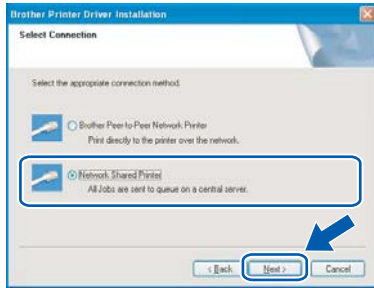 Brother Printer Driver Installation
Select Connection
Select the appropriate connection method.
Brother Peer-to-Peer Network Printer
Print directly to the printer over the network.
Network Shared Printer
All Jobs are sent to queue on a central server.
< Back Next > Cancel